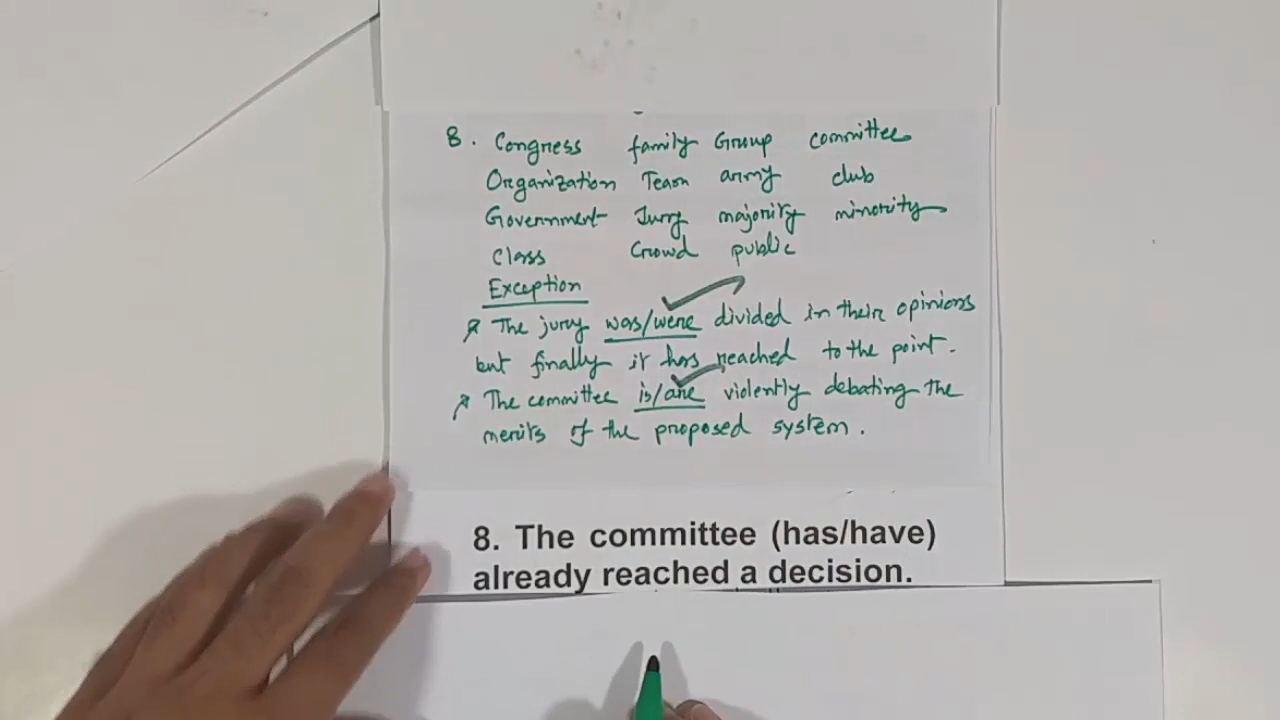 8. Congress family Group committee
Organization Team army club
Government Jury majority minority
Class Crowd public
Exception
The jury was/were divided in their opinions
but finally it has reached to the point.
The committee is/are violently debating the
merits of the proposed system.
8. The committee (has/have)
already reached a decision.